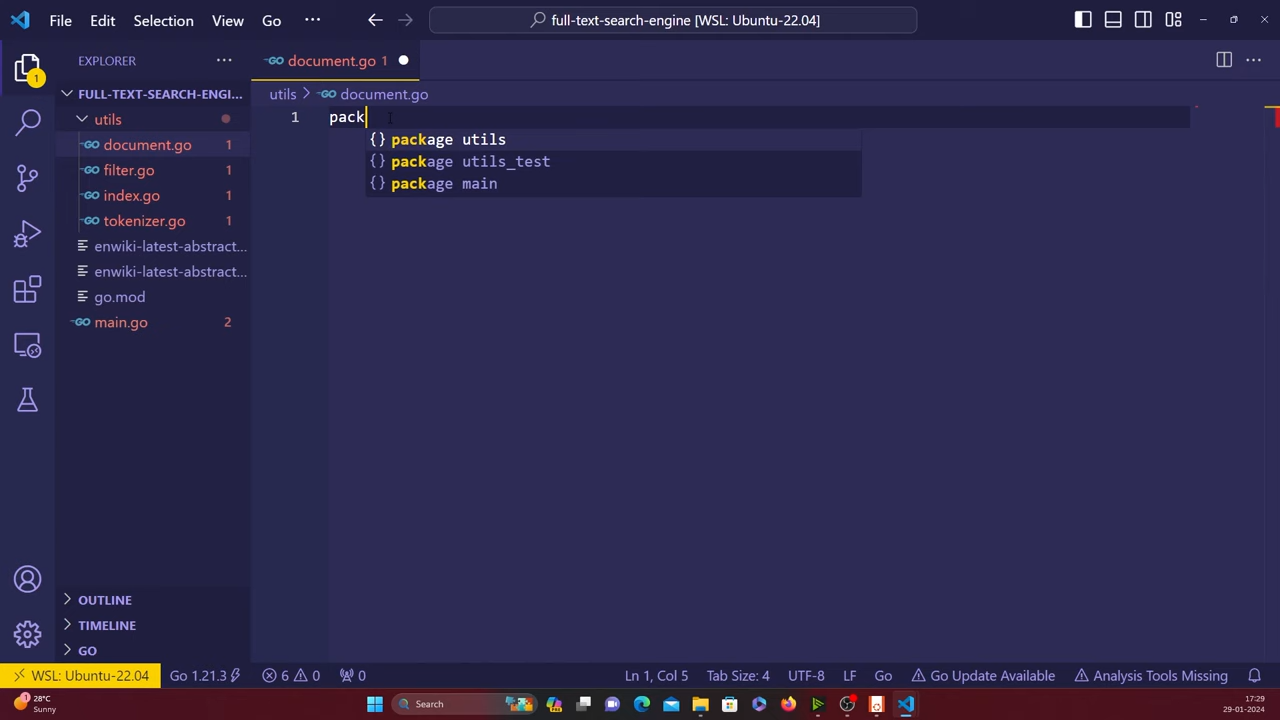 File Edit Selection View Go ··· full-text-search-engine [WSL: Ubuntu-22.04]
EXPLORER ··· document.go 1
FULL-TEXT-SEARCH-ENGI...
utils > document.go
utils
1 pack
document.go 1
package utils
filter.go 1
package utils_test
index.go 1
package main
tokenizer.go 1
enwiki-latest-abstract...
enwiki-latest-abstract...
go.mod
main.go 2
1
OUTLINE
TIMELINE
GO
WSL: Ubuntu-22.04 Go 1.21.3 6 0 0 Ln 1, Col 5 Tab Size: 4 UTF-8 LF Go Go Update Available Analysis Tools Missing
28°C
Sunny
Search
17:29
29-01-2024